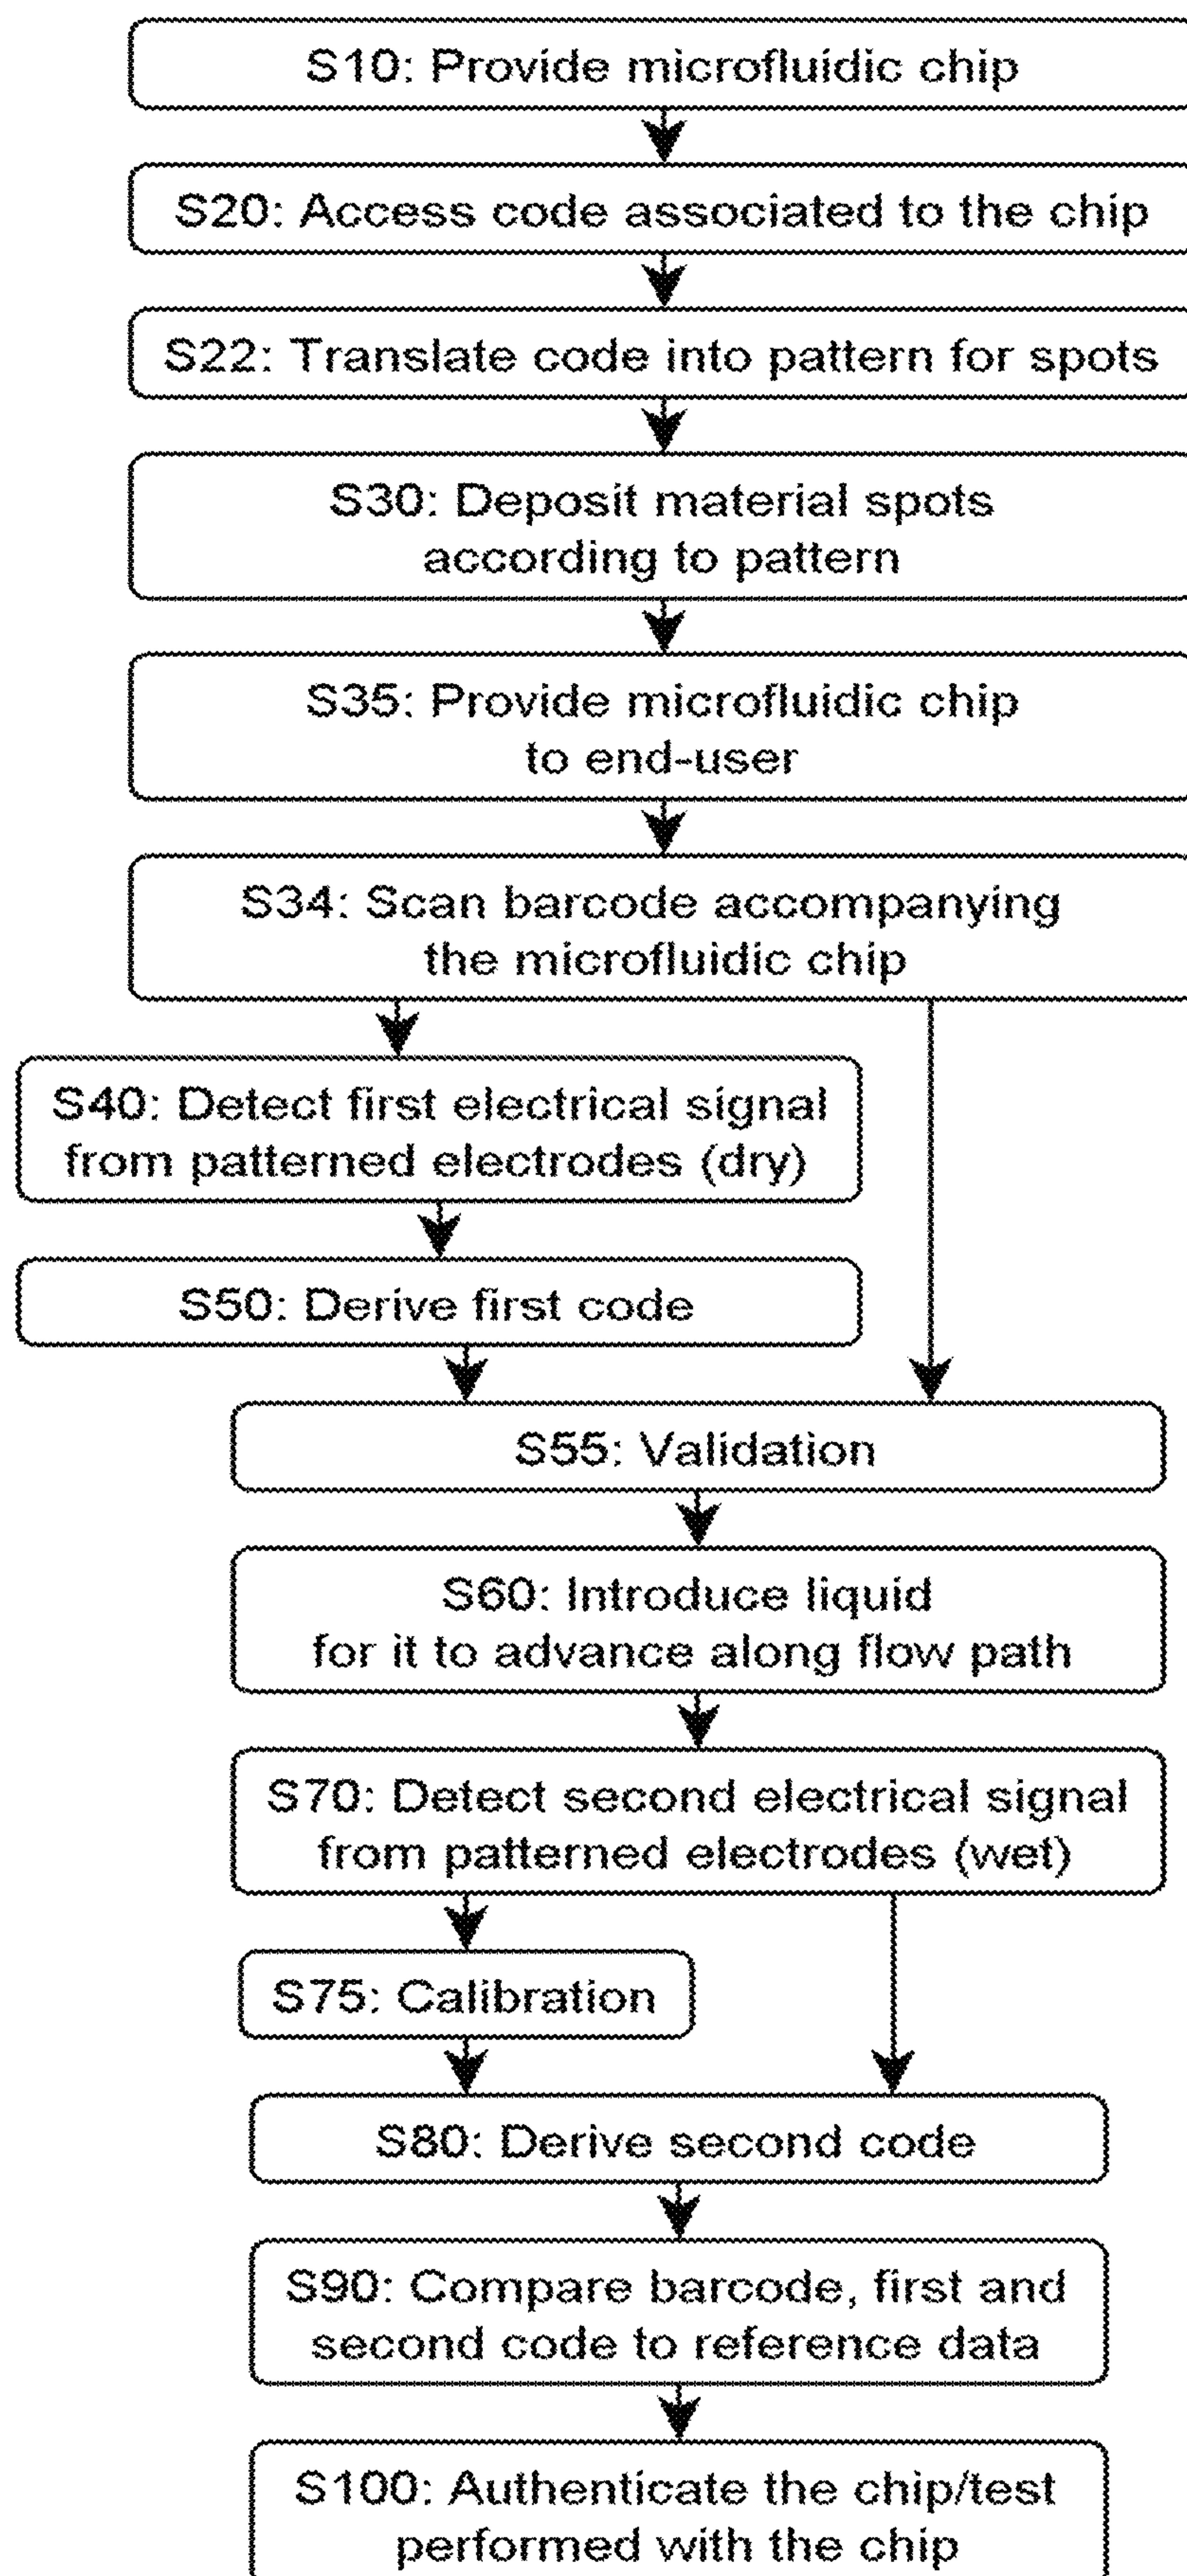 S10: Provide microfluidic chip
S20: Access code associated to the chip
S22: Translate code into pattern for spots
S30: Deposit material spots
according to pattern
S35: Provide microfluidic chip
to end-user
S34: Scan barcode accompanying
the microfluidic chip
S40: Detect first electrical signal
from patterned electrodes (dry)
S50: Derive first code
S55: Validation
S60: Introduce liquid
for it to advance along flow path
S70: Detect second electrical signal
from patterned electrodes (wet)
S75: Calibration
S80: Derive second code
S90: Compare barcode, first and
second code to reference data
S100: Authenticate the chip/test
performed with the chip